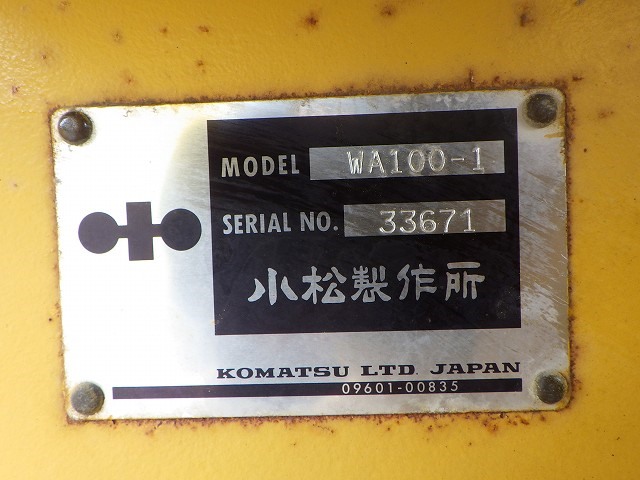 MODEL WA100-1
SERIAL NO. 33671
小松製作所
KOMATSU LTD. JAPAN
09601-00835